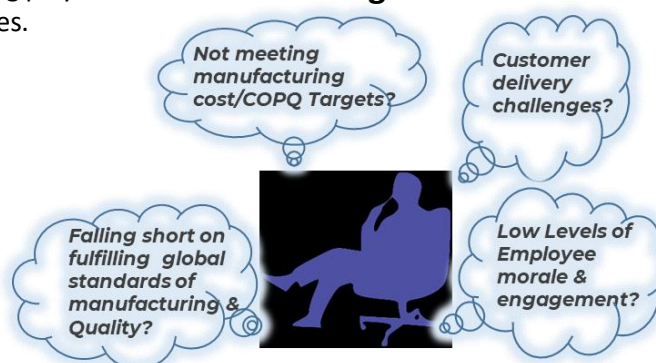 es.
Not meeting
manufacturing
cost/COPQ Targets?
Customer
delivery
challenges?
Falling short on
fulfilling global
standards of
manufacturing &
Quality?
Low Levels of
Employee
morale &
engagement?